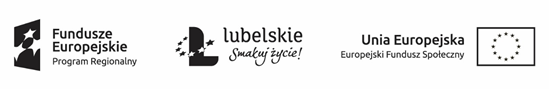 Fundusze
Europejskie
Program Regionalny
lubelskie
Smakuj życie!
Unia Europejska
Europejski Fundusz Społeczny